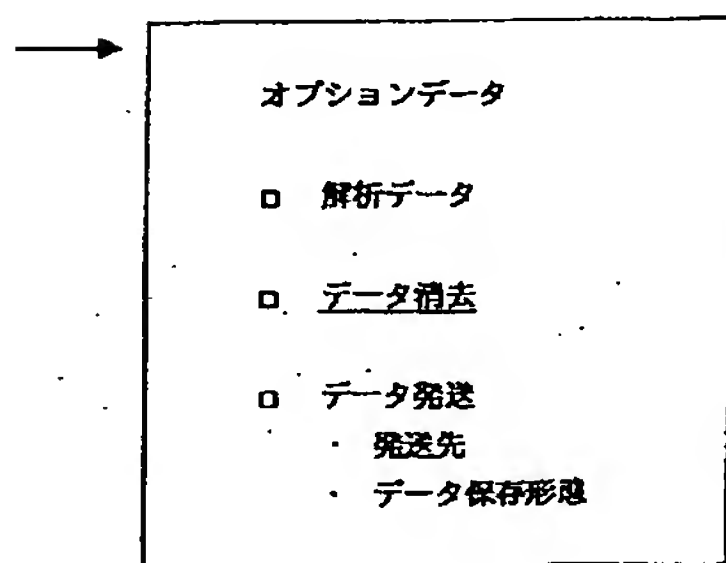 オプションデータ
□ 解析データ
□ データ消去
□ データ発送
・ 発送先
・ データ保存形態